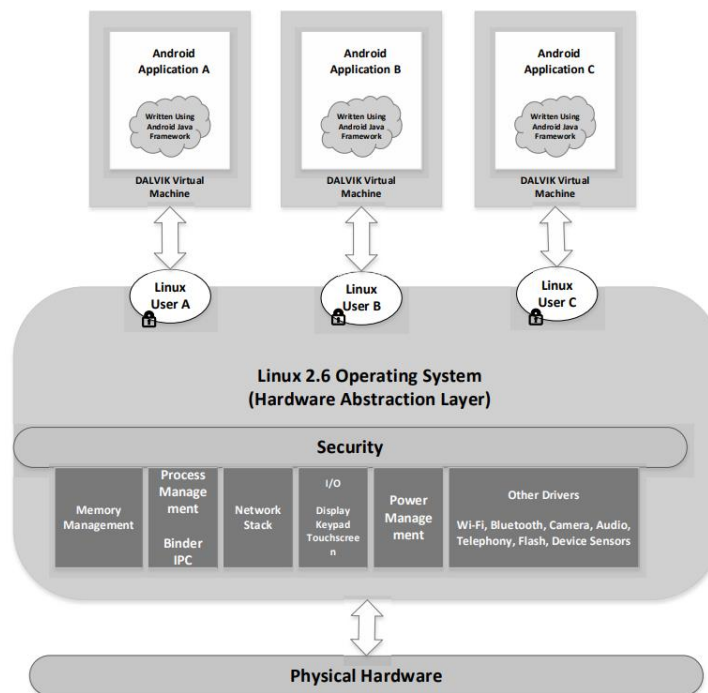 Android
Application A
Written Using
Android Java
Framework
DALVIK Virtual
Machine
Android
Application B
Written Using
Android Java
Framework
DALVIK Virtual
Machine
Android
Application C
Written Using
Android Java
Framework
DALVIK Virtual
Machine
Linux
User A
Linux
User B
Linux
User C
Linux 2.6 Operating System
(Hardware Abstraction Layer)
Security
Memory
Management
Process
Manage
ment
Binder
IPC
Network
Stack
I/O
Display
Keypad
Touchscree
n
Power
Manage
ment
Other Drivers
Wi-Fi, Bluetooth, Camera, Audio,
Telephony, Flash, Device Sensors
Physical Hardware